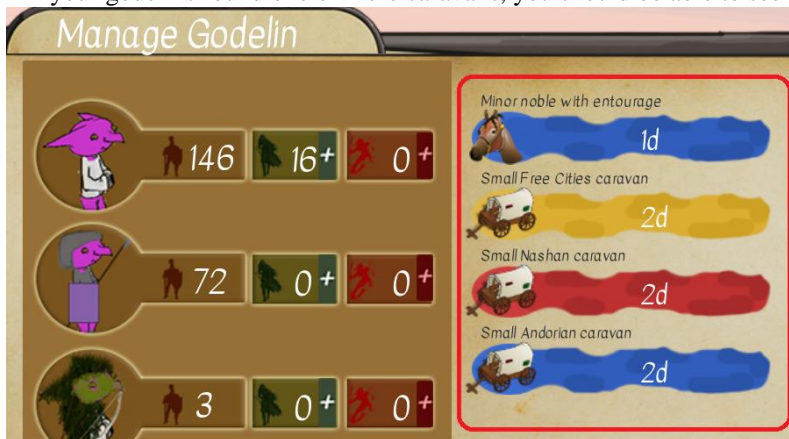 Manage Godelin
146 16+ 0+
72 0+ 0+
3 0+ 0+
Minor noble with entourage
1d
Small Free Cities caravan
2d
Small Nashan caravan
2d
Small Andorian caravan
2d